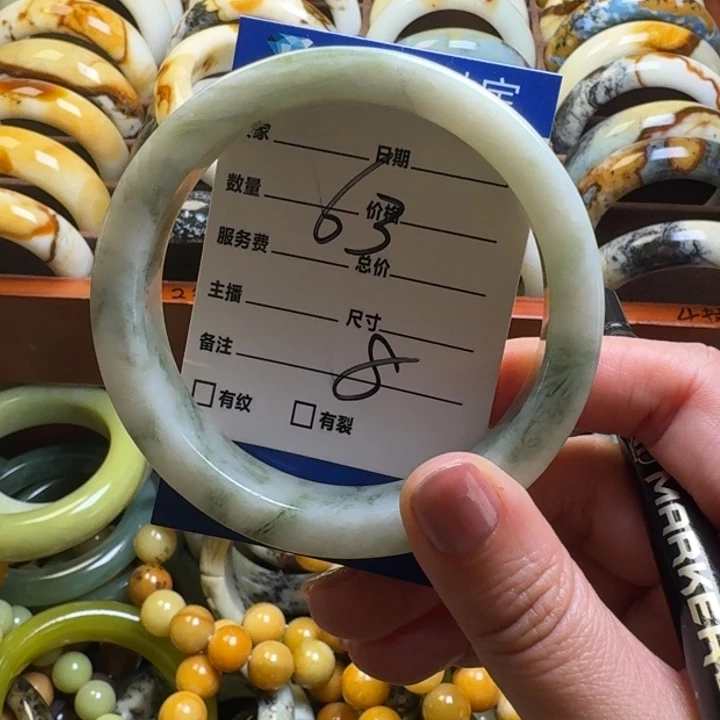 家 日期
数量 价格
63
服务费 总价
主播 尺寸
备注 8
有纹 有裂
MARKER